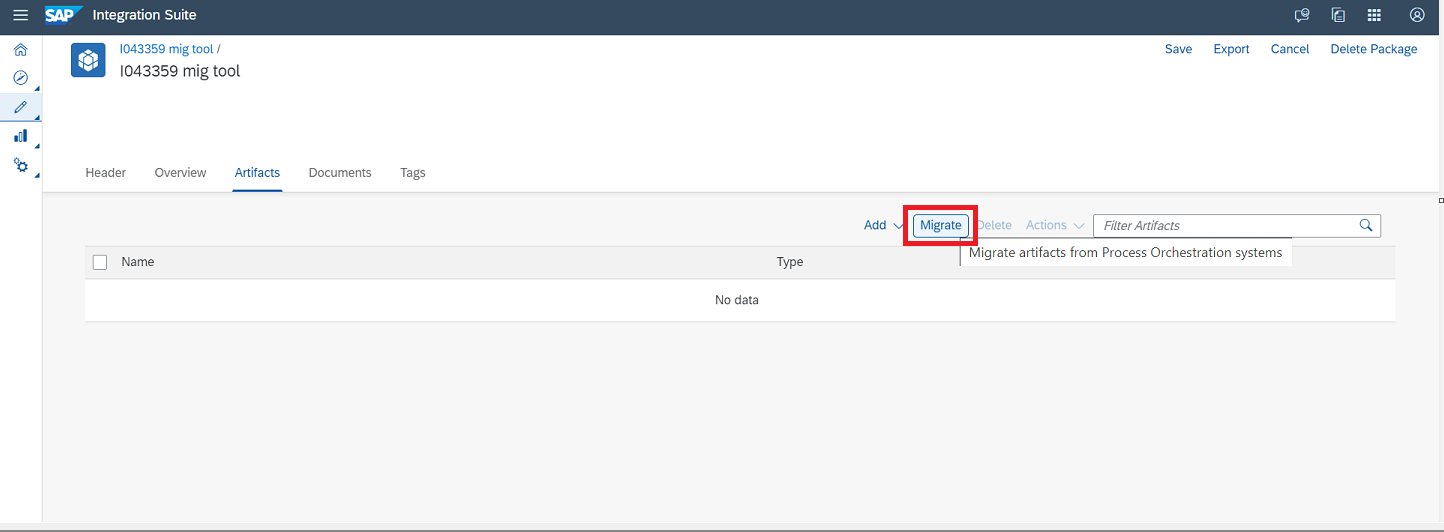 SAP Integration Suite
I043359 mig tool /
I043359 mig tool
Save Export Cancel Delete Package
Header Overview Artifacts Documents Tags
Add Migrate Delete Actions Filter Artifacts
Migrate artifacts from Process Orchestration systems
Name Type
No data